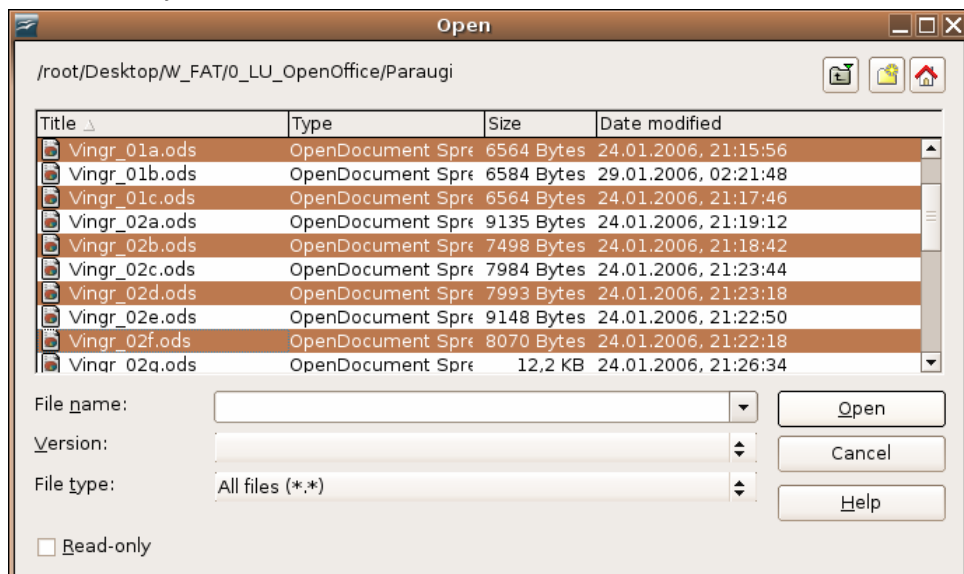 Open
/root/Desktop/W_FAT/0_LU_OpenOffice/Paraugi
Title Type Size Date modified
Vingr_01a.ods OpenDocument Spre 6564 Bytes 24.01.2006, 21:15:56
Vingr_01b.ods OpenDocument Spre 6584 Bytes 29.01.2006, 02:21:48
Vingr_01c.ods OpenDocument Spre 6564 Bytes 24.01.2006, 21:17:46
Vingr_02a.ods OpenDocument Spre 9135 Bytes 24.01.2006, 21:19:12
Vingr_02b.ods OpenDocument Spre 7498 Bytes 24.01.2006, 21:18:42
Vingr_02c.ods OpenDocument Spre 7984 Bytes 24.01.2006, 21:23:44
Vingr_02d.ods OpenDocument Spre 7993 Bytes 24.01.2006, 21:23:18
Vingr_02e.ods OpenDocument Spre 9148 Bytes 24.01.2006, 21:22:50
Vingr_02f.ods OpenDocument Spre 8070 Bytes 24.01.2006, 21:22:18
Vingr_02g.ods OpenDocument Spre 12,2 KB 24.01.2006, 21:26:34
File name: Open
Version: Cancel
File type: All files (*.*) Help
Read-only